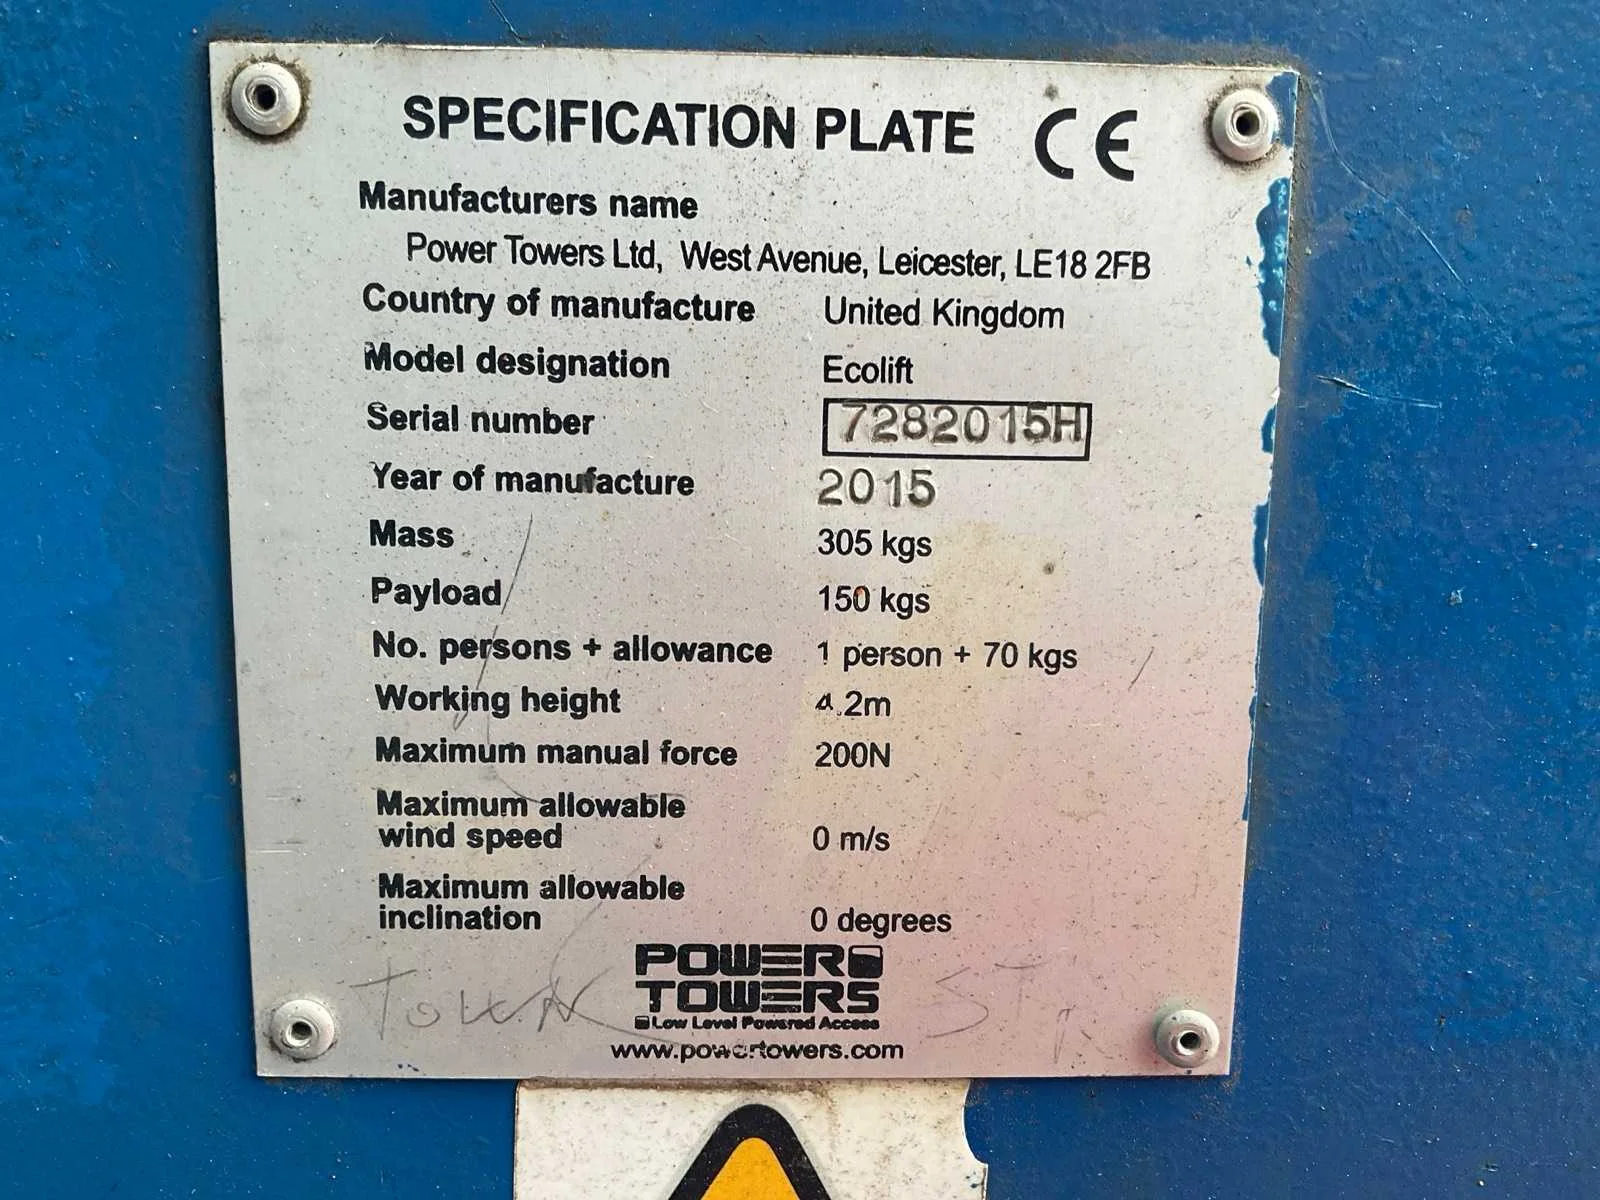 SPECIFICATION PLATE CE
Manufacturers name
Power Towers Ltd, West Avenue, Leicester, LE18 2FB
Country of manufacture United Kingdom
Model designation Ecolift
Serial number 7282015H
Year of manufacture 2015
Mass 305 kgs
Payload 150 kgs
No. persons + allowance 1 person + 70 kgs
Working height 4.2m
Maximum manual force 200N
Maximum allowable
wind speed 0 m/s
Maximum allowable
inclination 0 degrees
POWER
TOWERS
Low Level Powered Access
www.powertowers.com